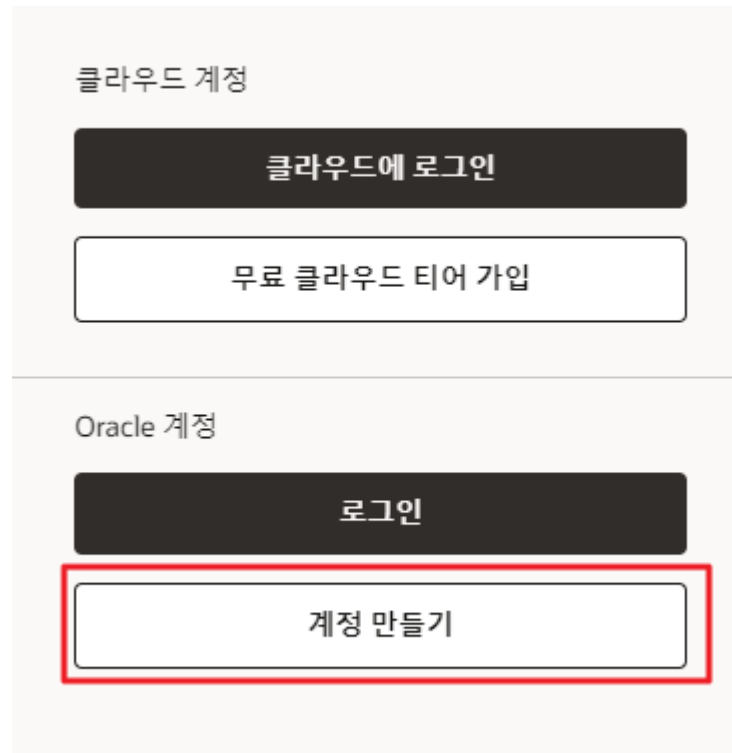 클라우드 계정
클라우드에 로그인
무료 클라우드 티어 가입
Oracle 계정
로그인
계정 만들기